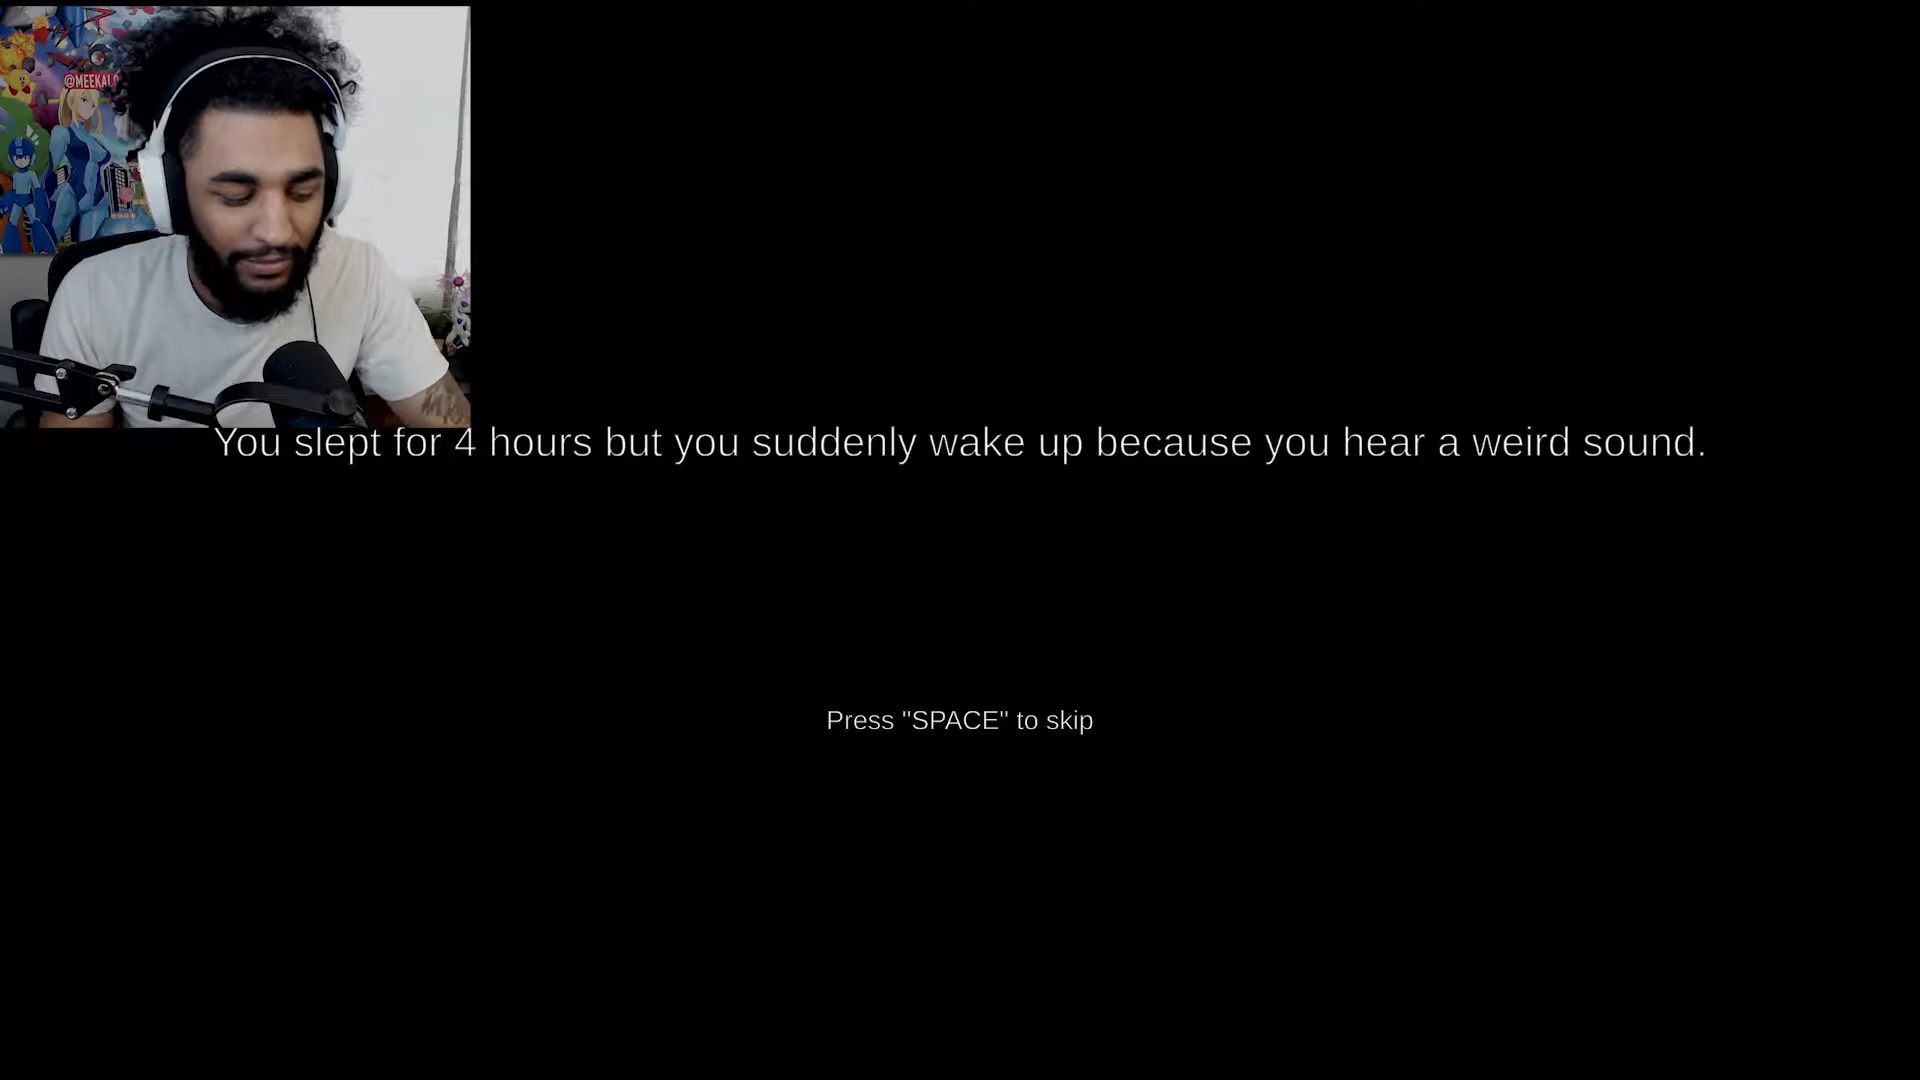 @MEEKALO
You slept for 4 hours but you suddenly wake up because you hear a weird sound.
Press "SPACE" to skip